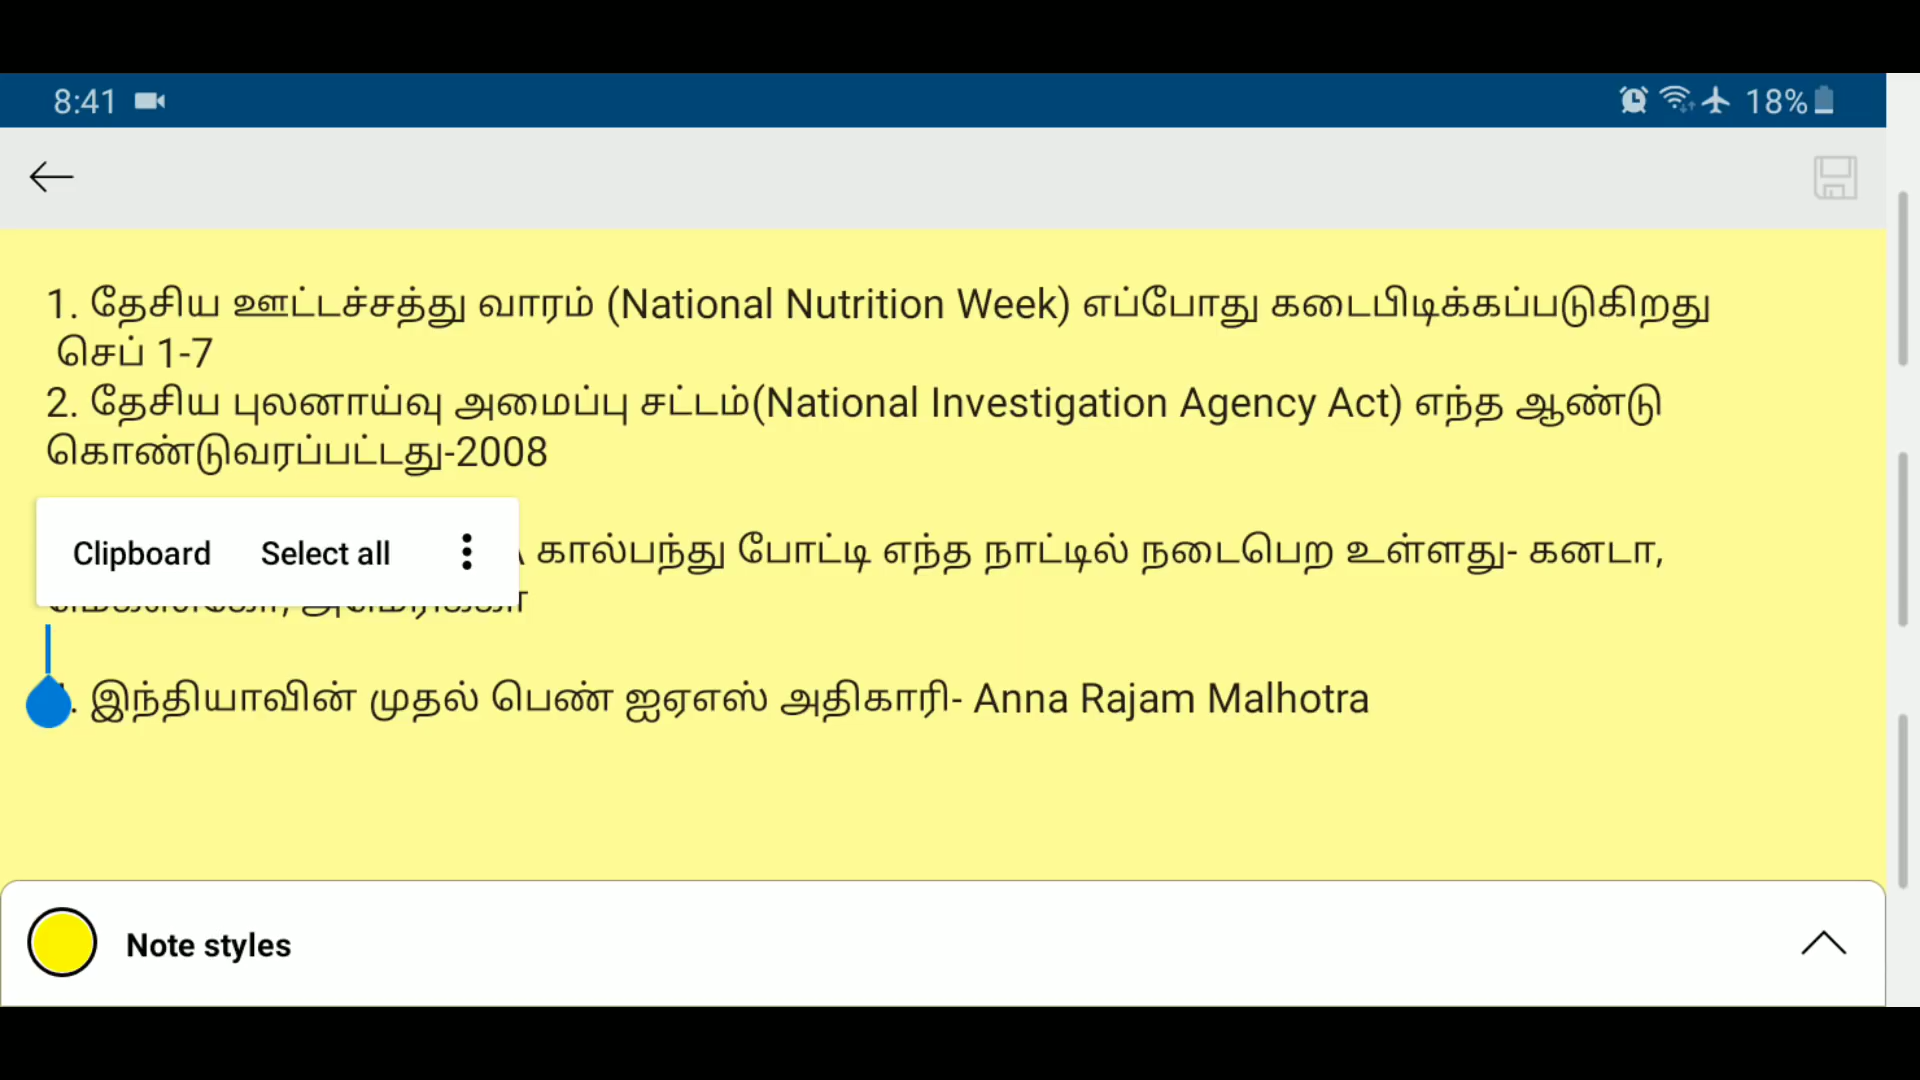 8:41
18%
1. தேசிய ஊட்டச்சத்து வாரம் (National Nutrition Week) எப்போது கடைபிடிக்கப்படுகிறது
செப் 1-7
2. தேசிய புலனாய்வு அமைப்பு சட்டம்(National Investigation Agency Act) எந்த ஆண்டு
கொண்டுவரப்பட்டது-2008
Clipboard Select all
கால்பந்து போட்டி எந்த நாட்டில் நடைபெற உள்ளது- கனடா,
. இந்தியாவின் முதல் பெண் ஐஏஎஸ் அதிகாரி- Anna Rajam Malhotra
Note styles